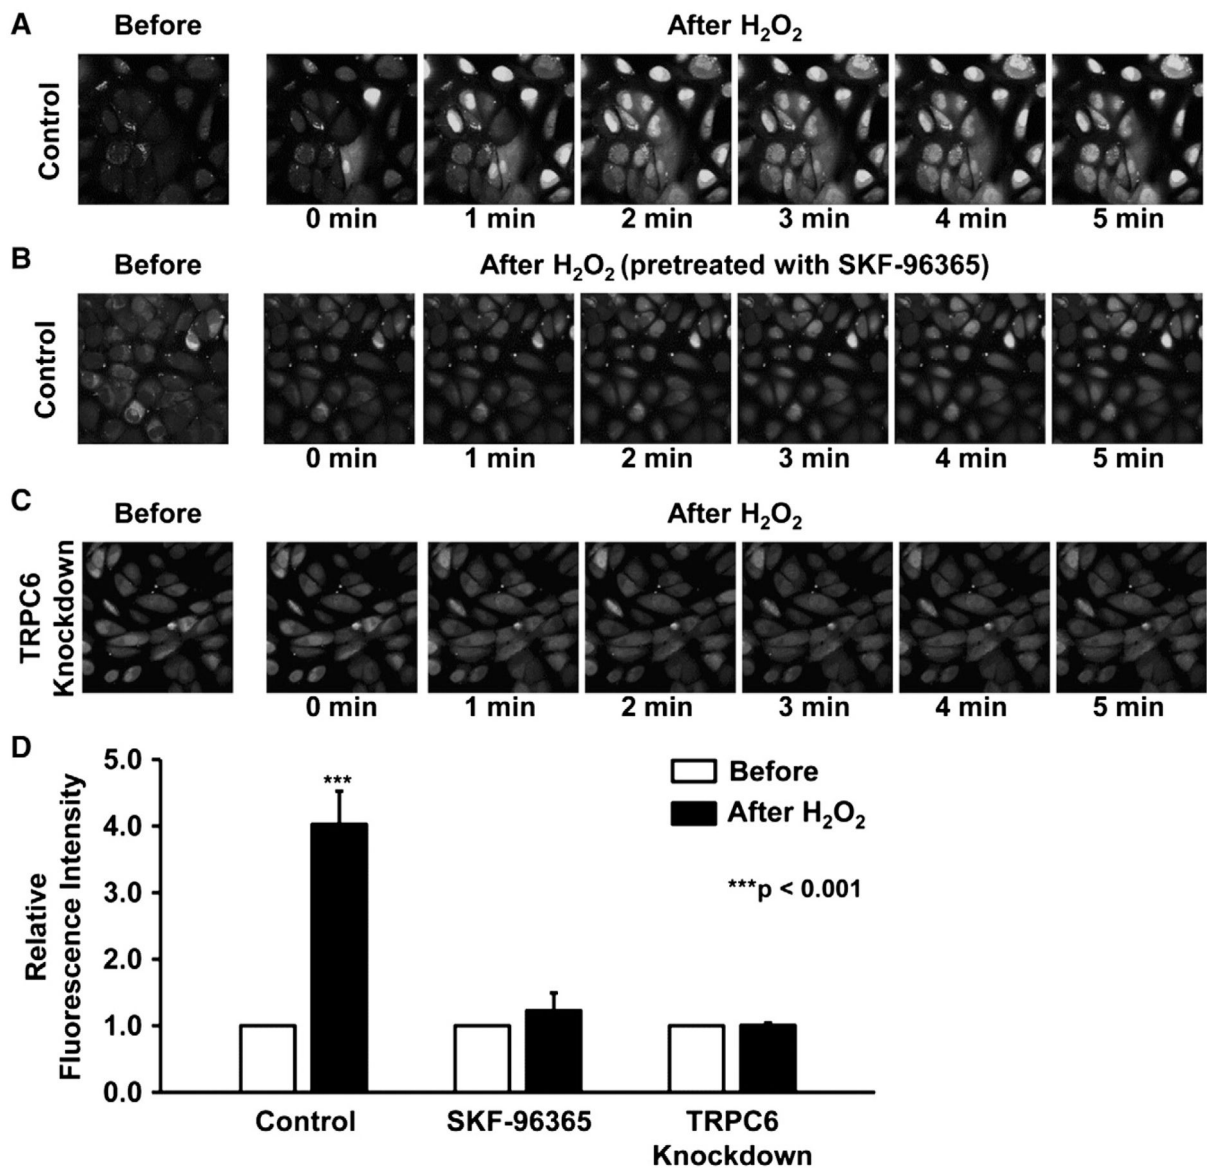 A
Before
After H₂O₂
Control
0 min
1 min
2 min
3 min
4 min
5 min
B
Before
After H₂O₂ (pretreated with SKF-96365)
Control
0 min
1 min
2 min
3 min
4 min
5 min
C
Before
After H₂O₂
TRPC6
Knockdown
0 min
1 min
2 min
3 min
4 min
5 min
D
Relative
Fluorescence Intensity
5.0
4.0
3.0
2.0
1.0
0.0
***
Before
After H₂O₂
***p < 0.001
Control
SKF-96365
TRPC6
Knockdown